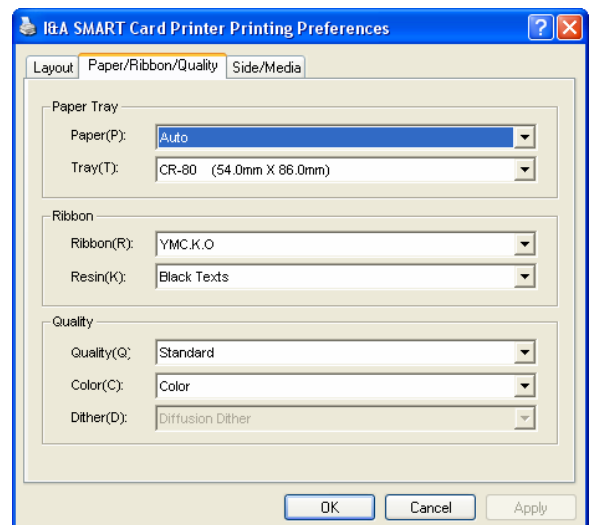 I&A SMART Card Printer Printing Preferences
Layout Paper/Ribbon/Quality Side/Media
Paper Tray
Paper(P): Auto
Tray(T): CR-80 (54.0mm X 86.0mm)
Ribbon
Ribbon(R): YMC.K.O
Resin(K): Black Texts
Quality
Quality(Q) Standard
Color(C): Color
Dither(D): Diffusion Dither
OK Cancel Apply